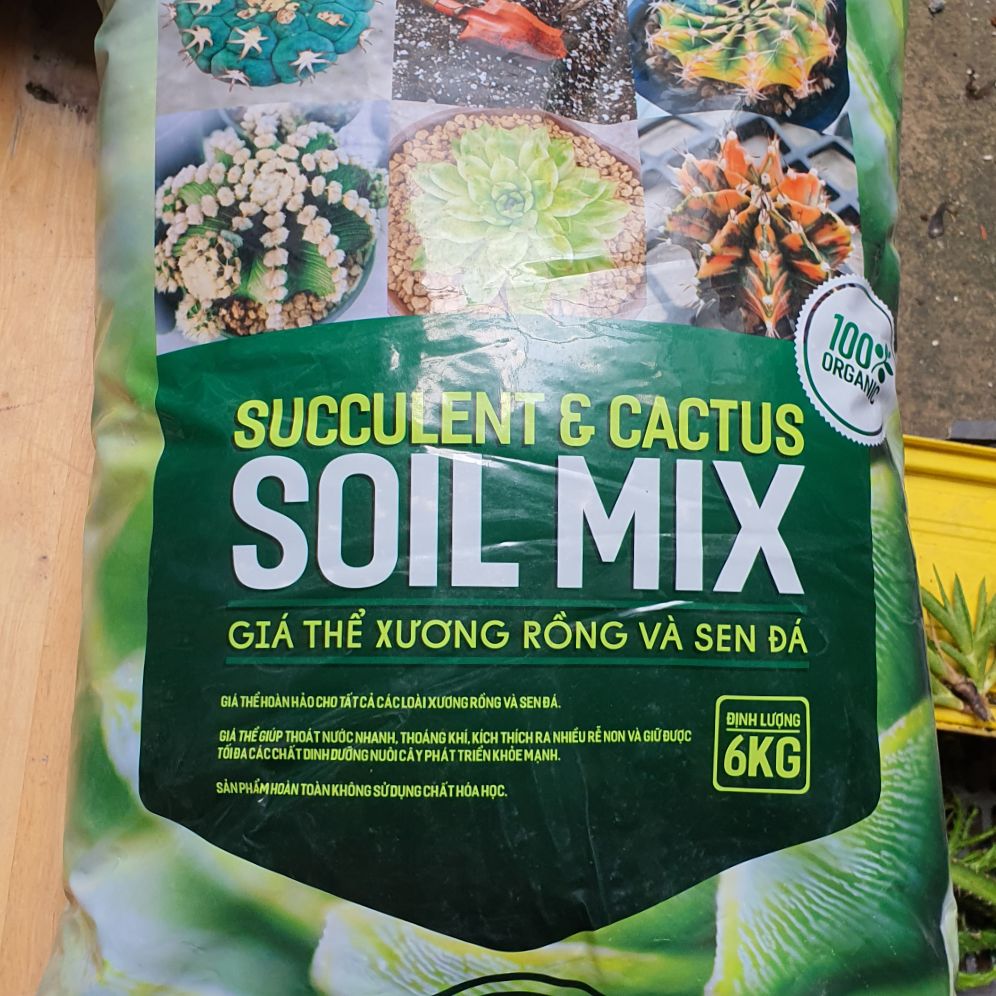 100%
ORGANIC
SUCCULENT & CACTUS
SOIL MIX
GIÁ THỂ XƯƠNG RỒNG VÀ SEN ĐÁ
GIÁ THỂ HOÀN HẢO CHO TẤT CẢ CÁC LOÀI XƯƠNG RỒNG VÀ SEN ĐÁ.
GIÁ THỂ GIÚP THOÁT NƯỚC NHANH, THOÁNG KHÍ, KÍCH THÍCH RA NHIỀU RỄ NON VÀ GIỮ ĐƯỢC
TỐI ĐA CÁC CHẤT DINH DƯỠNG NUÔI CÂY PHÁT TRIỂN KHỎE MẠNH.
SẢN PHẨM HOÀN TOÀN KHÔNG SỬ DỤNG CHẤT HÓA HỌC.
ĐỊNH LƯỢNG
6KG